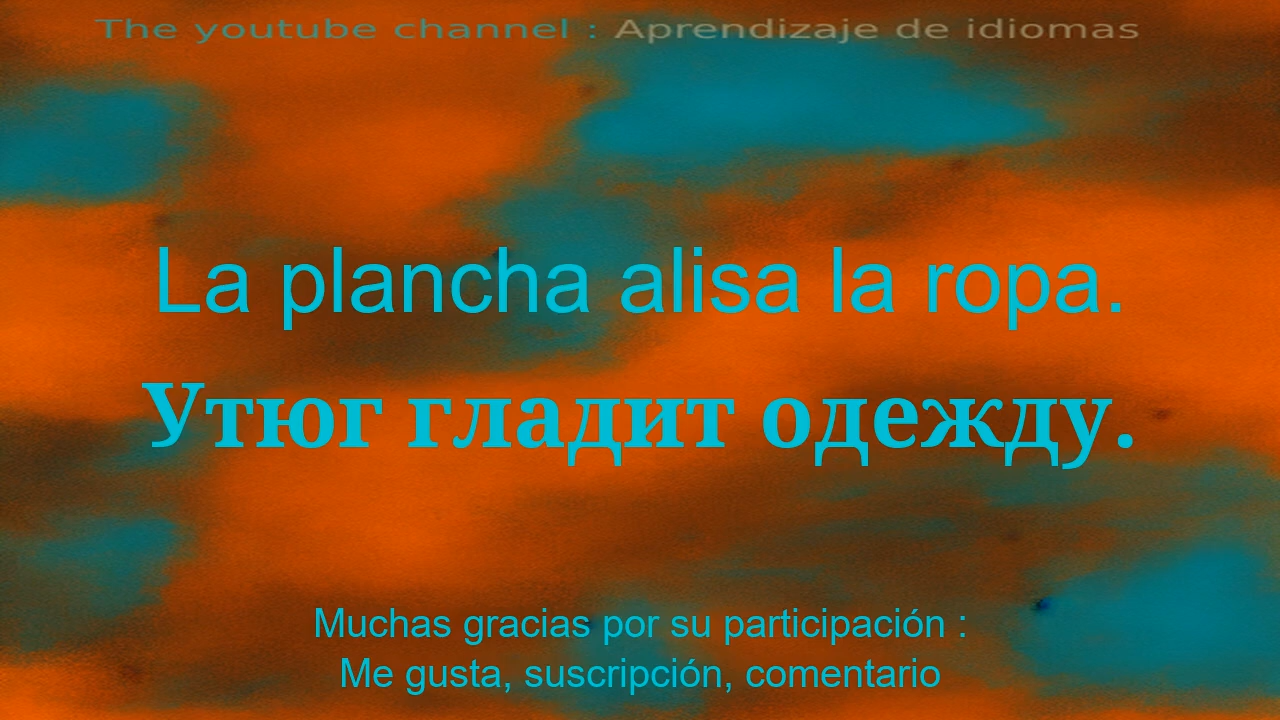 The youtube channel : Aprendizaje de idiomas
La plancha alisa la ropa.
Утюг гладит одежду.
Muchas gracias por su participación :
Me gusta, suscripción, comentario